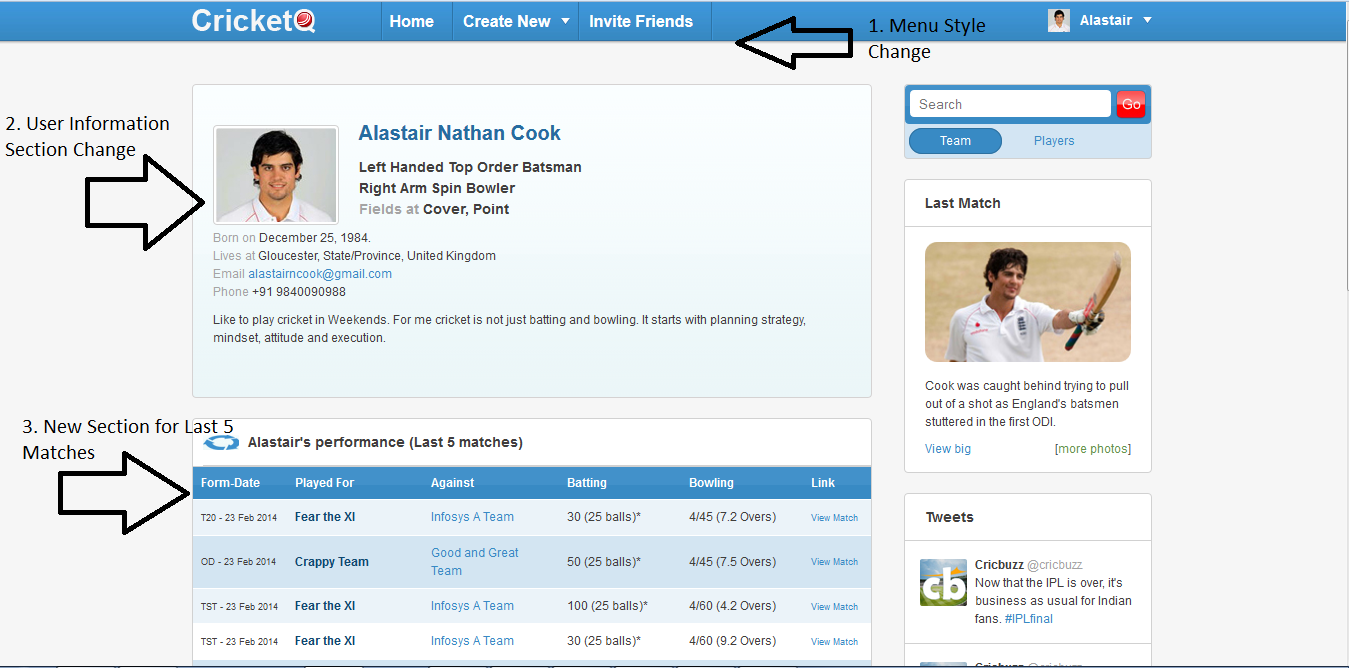 CricketQ
Home
Create New
Invite Friends
Alastair
1. Menu Style
Change
2. User Information
Section Change
Alastair Nathan Cook
Left Handed Top Order Batsman
Right Arm Spin Bowler
Fields at Cover, Point
Born on December 25, 1984.
Lives at Gloucester, State/Province, United Kingdom
Email alastairncook@gmail.com
Phone +91 9840090988
Like to play cricket in Weekends. For me cricket is not just batting and bowling. It starts with planning strategy,
mindset, attitude and execution.
Search
Go
Team
Players
Last Match
Cook was caught behind trying to pull
out of a shot as England's batsmen
stuttered in the first ODI.
View big
[more photos]
3. New Section for Last 5
Matches
Alastair's performance (Last 5 matches)
Form-Date Played For Against Batting Bowling Link
T20 - 23 Feb 2014 Fear the XI Infosys A Team 30 (25 balls)* 4/45 (7.2 Overs) View Match
OD - 23 Feb 2014 Crappy Team Good and Great 50 (25 balls)* 4/45 (7.5 Overs) View Match
Team
TST - 23 Feb 2014 Fear the XI Infosys A Team 100 (25 balls)* 4/60 (4.2 Overs) View Match
TST - 23 Feb 2014 Fear the XI Infosys A Team 30 (25 balls)* 4/60 (9.2 Overs) View Match
Tweets
cb
Cricbuzz @cricbuzz
Now that the IPL is over, it's
business as usual for Indian
fans. #IPLfinal
Cricbuzz @cricbuzz